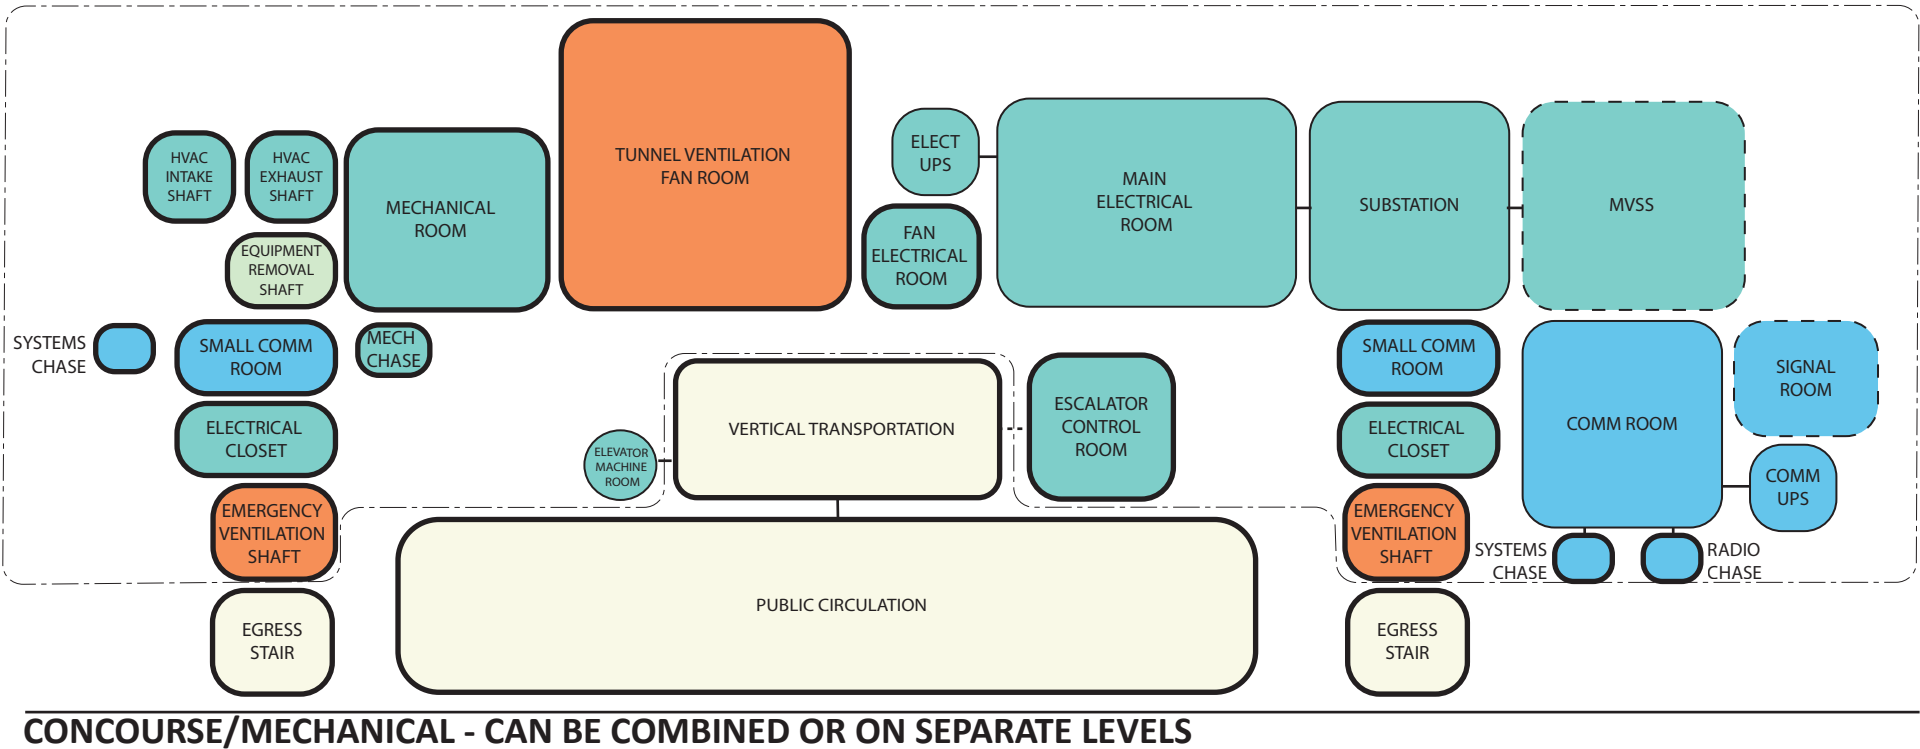 TUNNEL VENTILATION
FAN ROOM
HVAC
INTAKE
SHAFT
HVAC
EXHAUST
SHAFT
MECHANICAL
ROOM
ELECT
UPS
MAIN
ELECTRICAL
ROOM
SUBSTATION
MVSS
EQUIPMENT
REMOVAL
SHAFT
FAN
ELECTRICAL
ROOM
SYSTEMS
CHASE
SMALL COMM
ROOM
MECH
CHASE
SMALL COMM
ROOM
COMM ROOM
SIGNAL
ROOM
ELECTRICAL
CLOSET
ELEVATOR
MACHINE
ROOM
VERTICAL TRANSPORTATION
ESCALATOR
CONTROL
ROOM
ELECTRICAL
CLOSET
COMM
UPS
EMERGENCY
VENTILATION
SHAFT
EMERGENCY
VENTILATION
SHAFT
SYSTEMS
CHASE
RADIO
CHASE
EGRESS
STAIR
PUBLIC CIRCULATION
EGRESS
STAIR
CONCOURSE/MECHANICAL - CAN BE COMBINED OR ON SEPARATE LEVELS